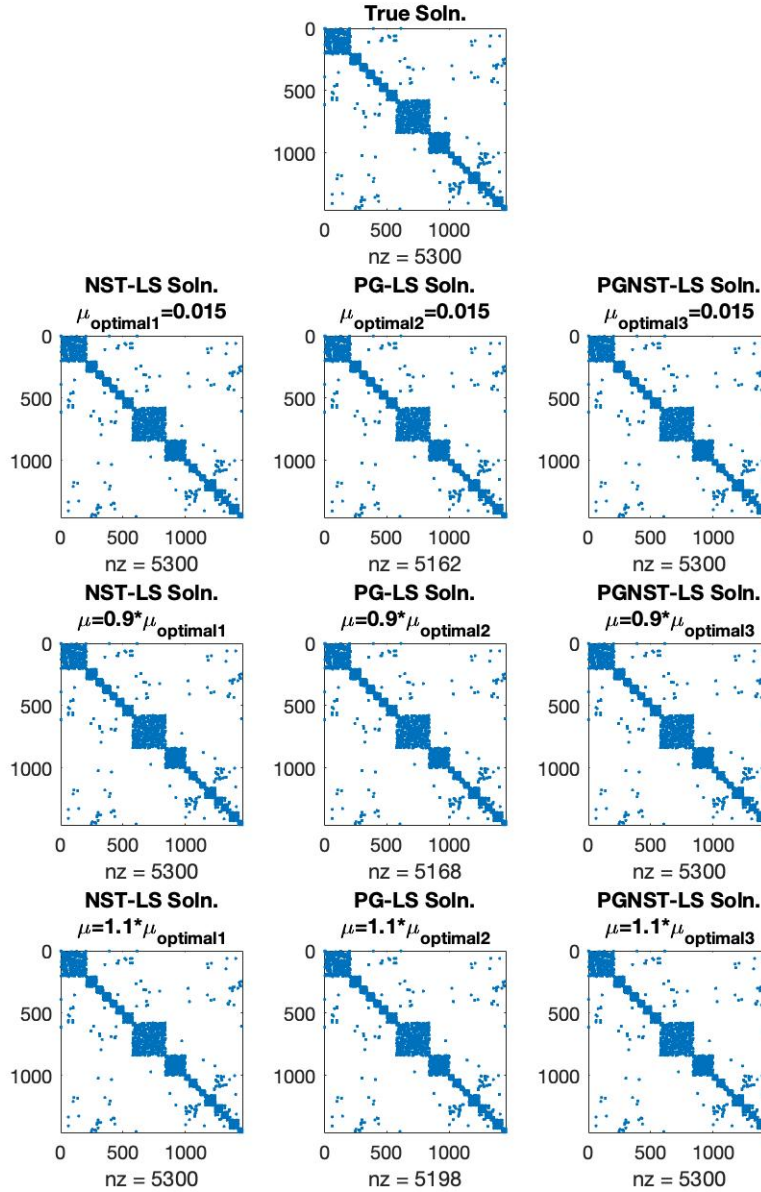 True Soln.
0
500
1000
0 500 1000
nz = 5300
NST-LS Soln. PG-LS Soln. PGNST-LS Soln.
μoptimal1=0.015 μoptimal2=0.015 μoptimal3=0.015
0 0 0
500 500 500
1000 1000 1000
0 500 1000 0 500 1000 0 500 1000
nz = 5300 nz = 5162 nz = 5300
NST-LS Soln. PG-LS Soln. PGNST-LS Soln.
μ=0.9*μoptimal1 μ=0.9*μoptimal2 μ=0.9*μoptimal3
0 0 0
500 500 500
1000 1000 1000
0 500 1000 0 500 1000 0 500 1000
nz = 5300 nz = 5168 nz = 5300
NST-LS Soln. PG-LS Soln. PGNST-LS Soln.
μ=1.1*μoptimal1 μ=1.1*μoptimal2 μ=1.1*μoptimal3
0 0 0
500 500 500
1000 1000 1000
0 500 1000 0 500 1000 0 500 1000
nz = 5300 nz = 5198 nz = 5300